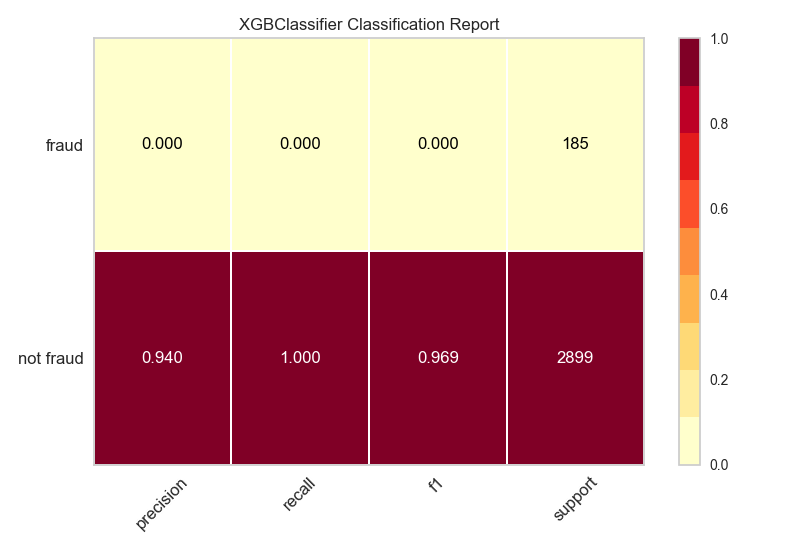 XGBClassifier Classification Report
fraud 0.000 0.000 0.000 185
not fraud 0.940 1.000 0.969 2899
precision recall f1 support
1.0
0.8
0.6
0.4
0.2
0.0